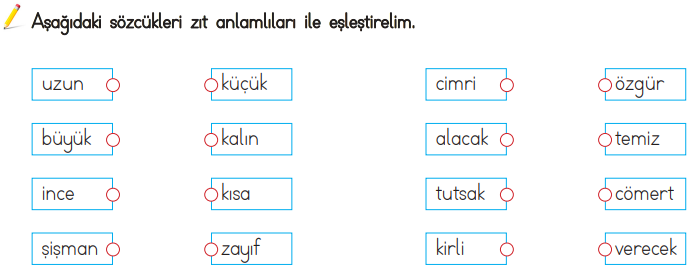 Aşağıdaki sözcükleri zıt anlamlıları ile eşleştirelim.
uzun küçük cimri özgür
büyük kalın alacak temiz
ince kısa tutsak cömert
şişman zayıf kirli verecek